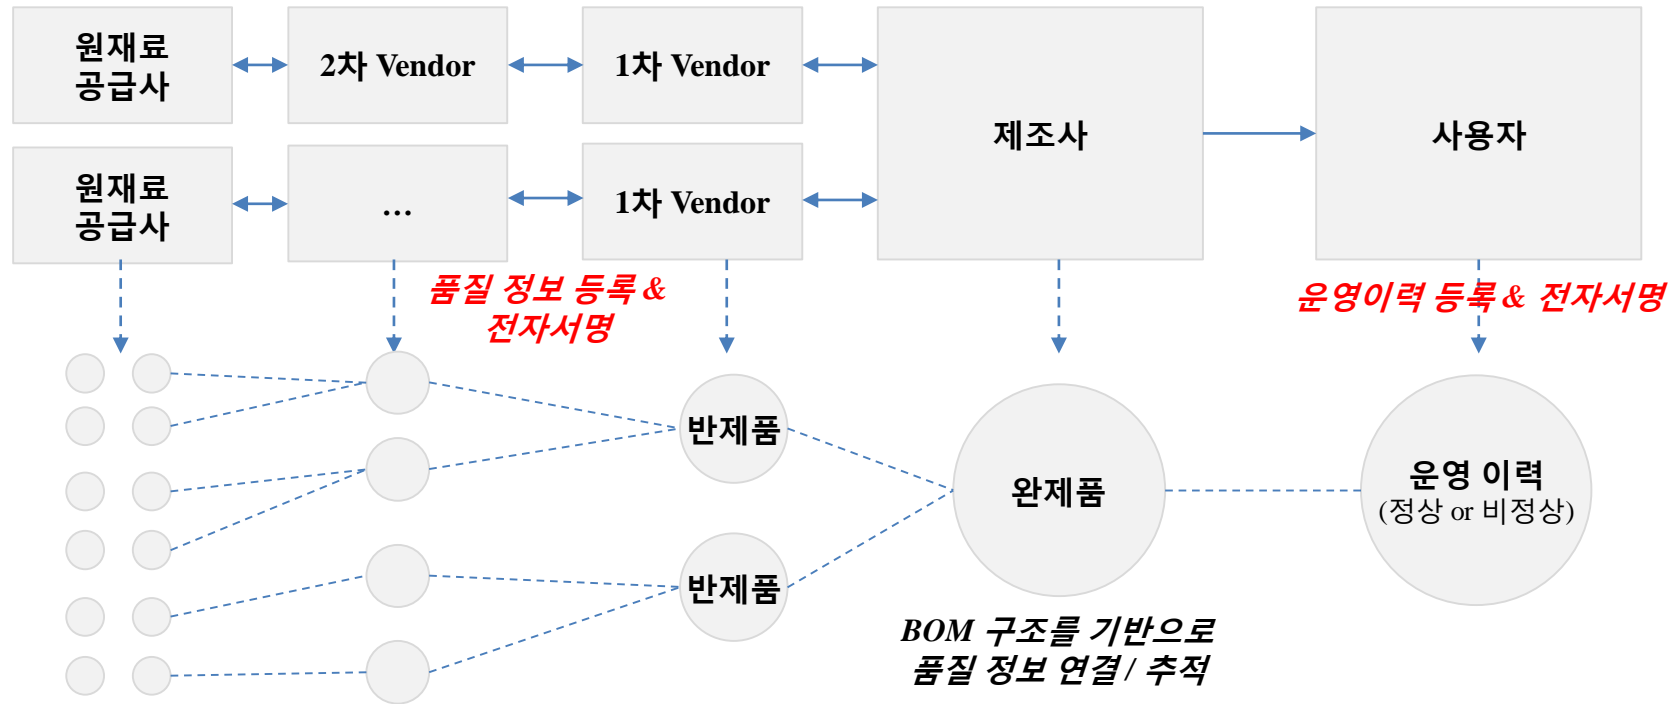 원재료
공급사
2차 Vendor
1차 Vendor
제조사
사용자
원재료
공급사
…
1차 Vendor
품질 정보 등록 &
전자서명
운영이력 등록 & 전자서명
반제품
반제품
완제품
운영 이력
(정상 or 비정상)
BOM 구조를 기반으로
품질 정보 연결 / 추적